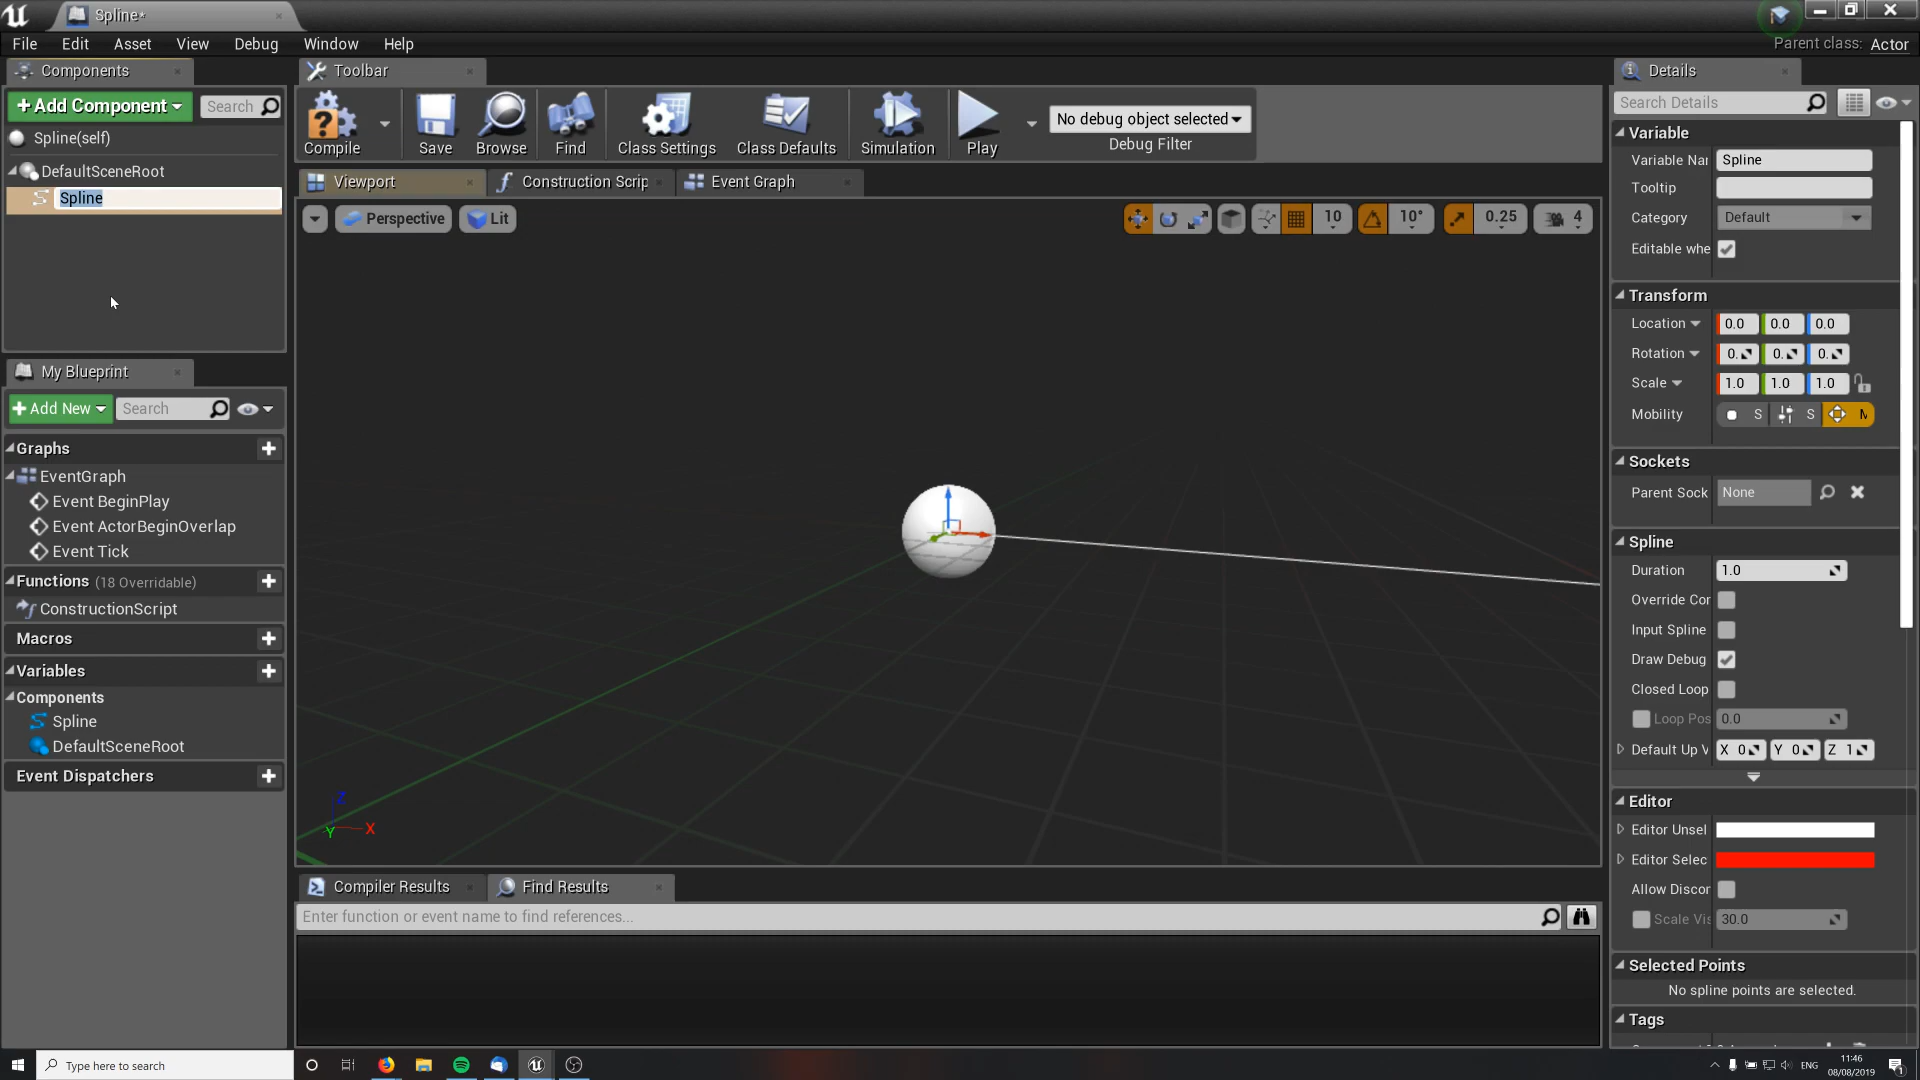 Spline*
File Edit Asset View Debug Window Help
Parent class: Actor
Components
Toolbar
Details
+Add Component
Search
Compile
Save
Browse
Find
Class Settings
Class Defaults
Simulation
Play
No debug object selected
Debug Filter
Search Details
Spline(self)
DefaultSceneRoot
Spline
Viewport
Construction Scrip
Event Graph
Perspective
Lit
10
10°
0.25
4
Variable
Variable Nar Spline
Tooltip
Category Default
Editable whe
Transform
Location 0.0 0.0 0.0
Rotation 0. 0. 0.
Scale 1.0 1.0 1.0
Mobility S S M
Sockets
Parent Sock None
Spline
Duration 1.0
Override Cor
Input Spline
Draw Debug
Closed Loop
Loop Pos 0.0
Default Up V X 0 Y 0 Z 1
Editor
Editor Unsel
Editor Selec
Allow Discor
Scale Vis 30.0
Selected Points
No spline points are selected.
Tags
My Blueprint
+Add New
Search
Graphs
EventGraph
Event BeginPlay
Event ActorBeginOverlap
Event Tick
Functions (18 Overridable)
ConstructionScript
Macros
Variables
Components
Spline
DefaultSceneRoot
Event Dispatchers
Z
Y
X
Compiler Results
Find Results
Enter function or event name to find references...
Type here to search
ENG
11:46
08/08/2019
1